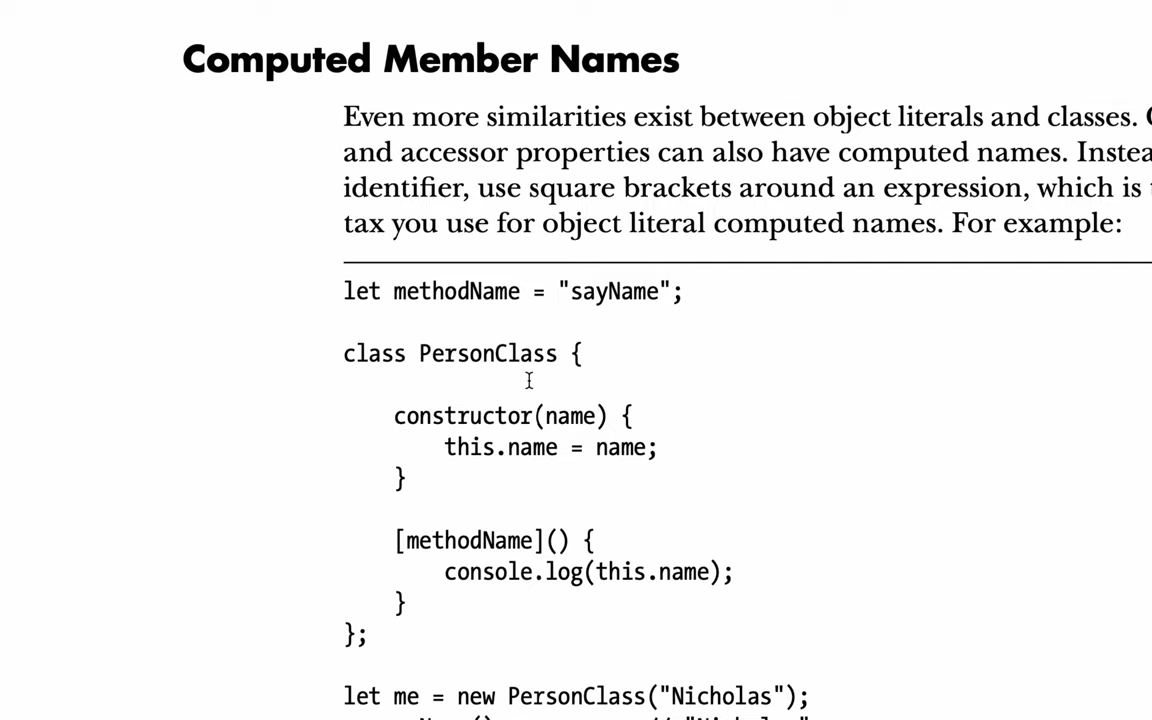 Computed Member Names
Even more similarities exist between object literals and classes.
and accessor properties can also have computed names.
identifier, use square brackets around an expression, which is
tax you use for object literal computed names. For example:
let methodName = "sayName";
class PersonClass {
constructor(name) {
this.name = name;
}
[methodName]() {
console.log(this.name);
}
};
let me = new PersonClass("Nicholas");